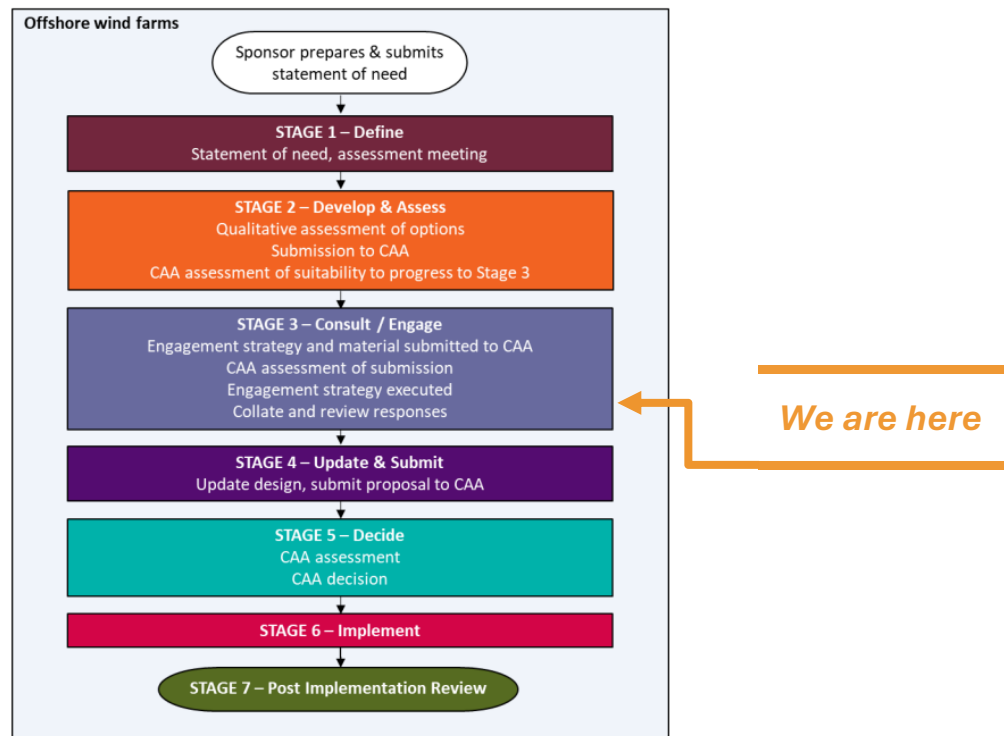 Offshore wind farms
Sponsor prepares & submits
statement of need
STAGE 1 – Define
Statement of need, assessment meeting
STAGE 2 – Develop & Assess
Qualitative assessment of options
Submission to CAA
CAA assessment of suitability to progress to Stage 3
STAGE 3 – Consult / Engage
Engagement strategy and material submitted to CAA
CAA assessment of submission
Engagement strategy executed
Collate and review responses
We are here
STAGE 4 – Update & Submit
Update design, submit proposal to CAA
STAGE 5 – Decide
CAA assessment
CAA decision
STAGE 6 – Implement
STAGE 7 – Post Implementation Review